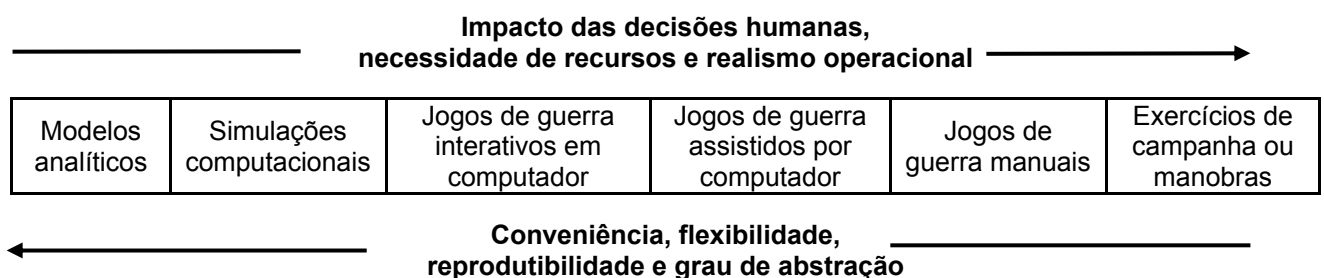 Impacto das decisões humanas,
necessidade de recursos e realismo operacional
Modelos
analíticos
Simulações
computacionais
Jogos de guerra
interativos em
computador
Jogos de guerra
assistidos por
computador
Jogos de
guerra manuais
Exercícios de
campanha ou
manobras
Conveniência, flexibilidade,
reprodutibilidade e grau de abstração